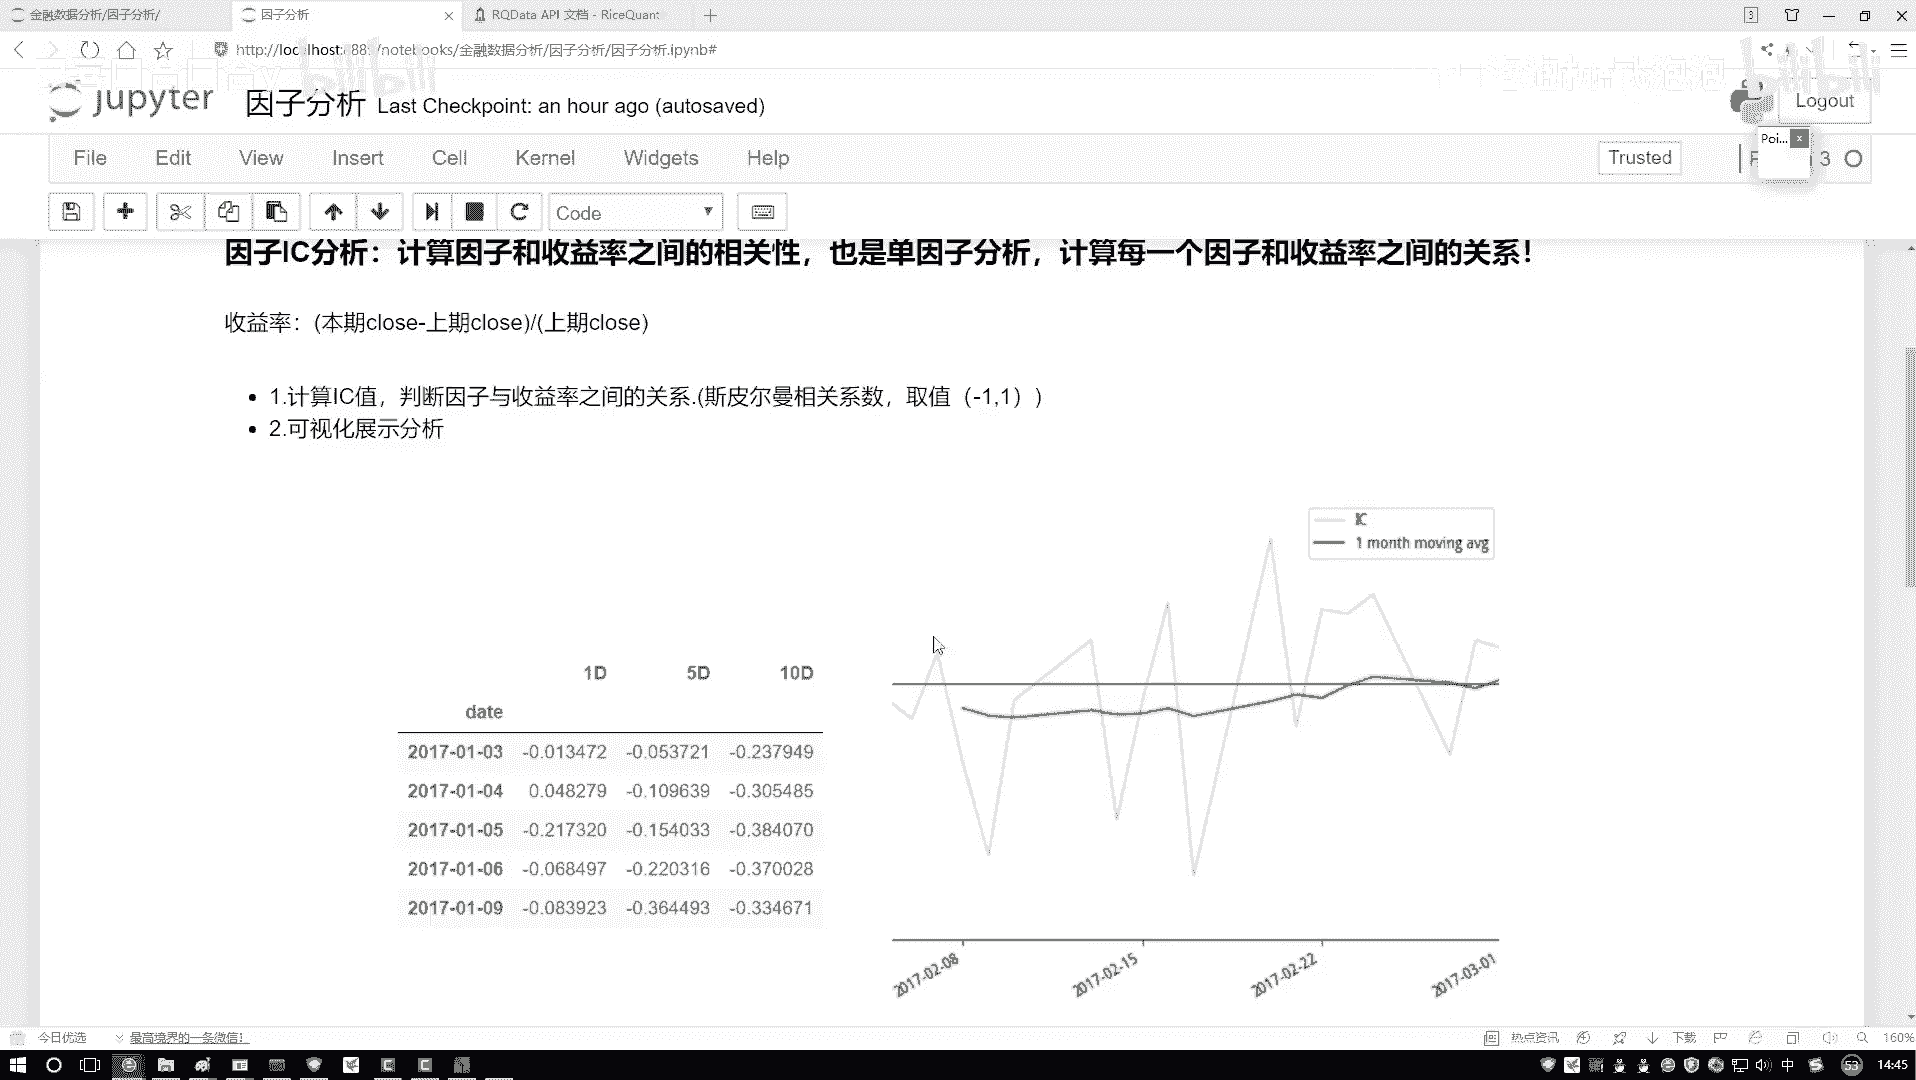 金融数据分析/因子分析/
因子分析
RQData API 文档 - RiceQuant
http://localhost:888/notebooks/金融数据分析/因子分析/因子分析.ipynb#
bilibili
bilibili
jupyter 因子分析 Last Checkpoint: an hour ago (autosaved)
Logout
Poi...
File Edit View Insert Cell Kernel Widgets Help
Trusted
3
Code
因子IC分析：计算因子和收益率之间的相关性，也是单因子分析，计算每一个因子和收益率之间的关系！
收益率：(本期close-上期close)/(上期close)
1.计算IC值，判断因子与收益率之间的关系.(斯皮尔曼相关系数，取值（-1,1））
2.可视化展示分析
IC
1 month moving avg
1D 5D 10D
date
2017-01-03 -0.013472 -0.053721 -0.237949
2017-01-04 0.048279 -0.109639 -0.305485
2017-01-05 -0.217320 -0.154033 -0.384070
2017-01-06 -0.068497 -0.220316 -0.370028
2017-01-09 -0.083923 -0.364493 -0.334671
2017-02-08 2017-02-15 2017-02-22 2017-03-01
今日优选 最高境界的一条微信！ 热点资讯 下载 160%
中 53 14:45